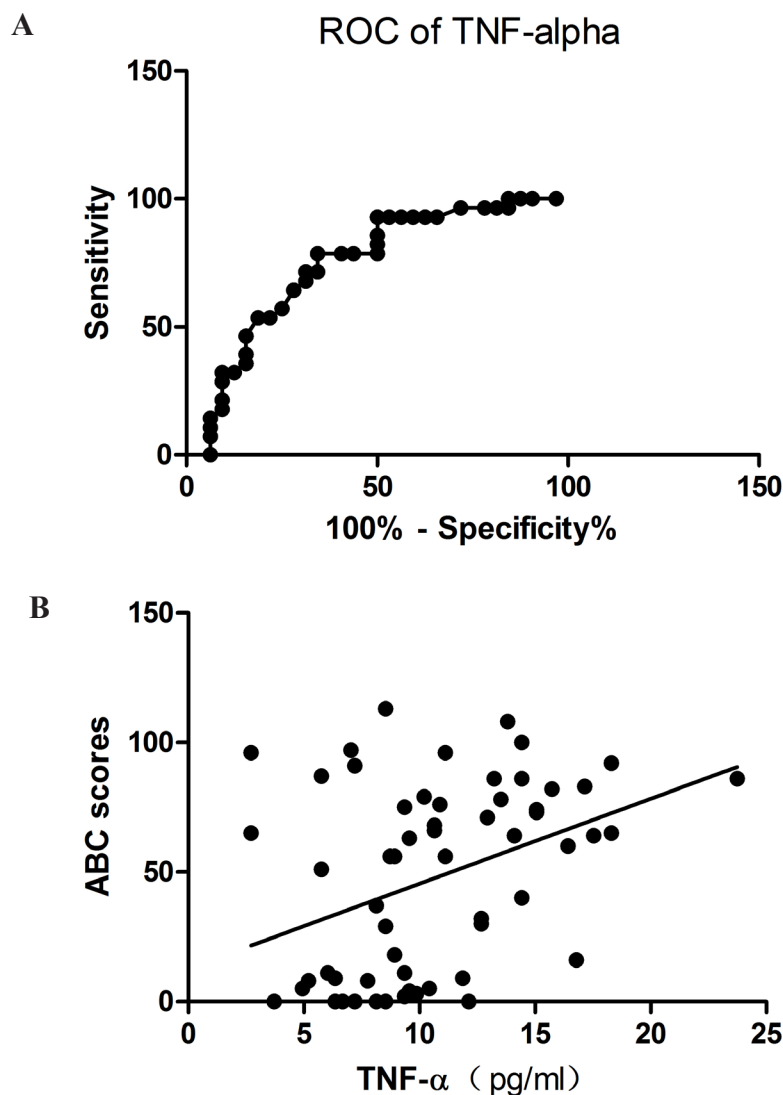 A
ROC of TNF-alpha
150
100
50
0
Sensitivity
0 50 100 150
100% - Specificity%
B
150
100
50
0
ABC scores
0 5 10 15 20 25
TNF-α （ pg/ml）